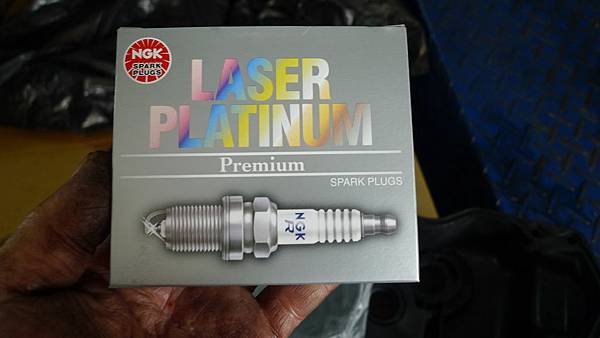 NGK
SPARK
PLUGS
LASER
PLATINUM
Premium
SPARK PLUGS
NGK
R